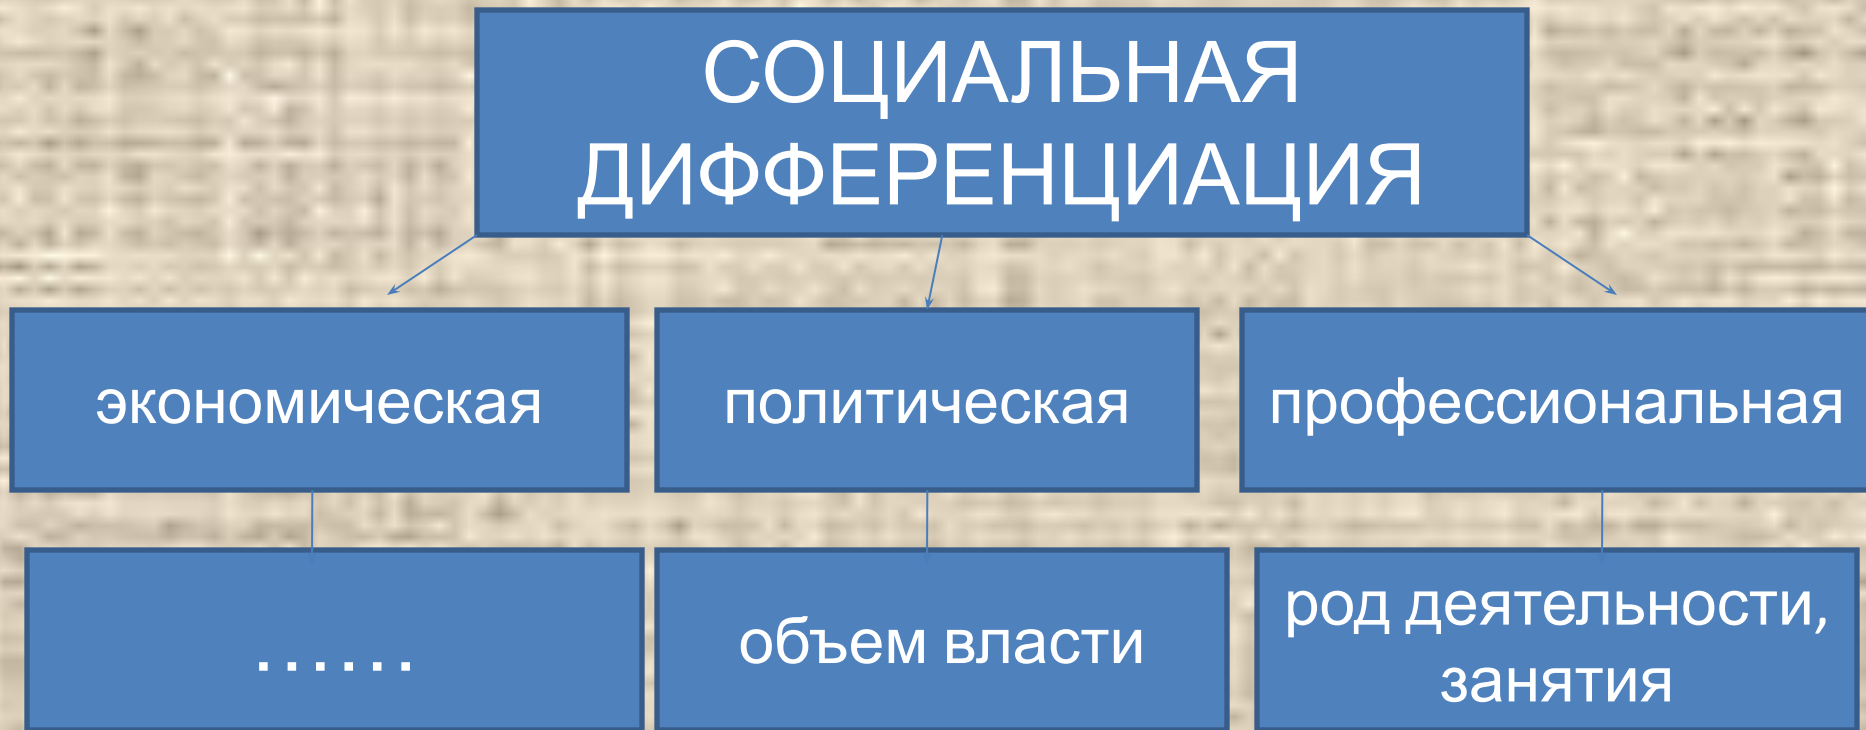 СОЦИАЛЬНАЯ
ДИФФЕРЕНЦИАЦИЯ
экономическая
политическая
профессиональная
......
объем власти
род деятельности,
занятия